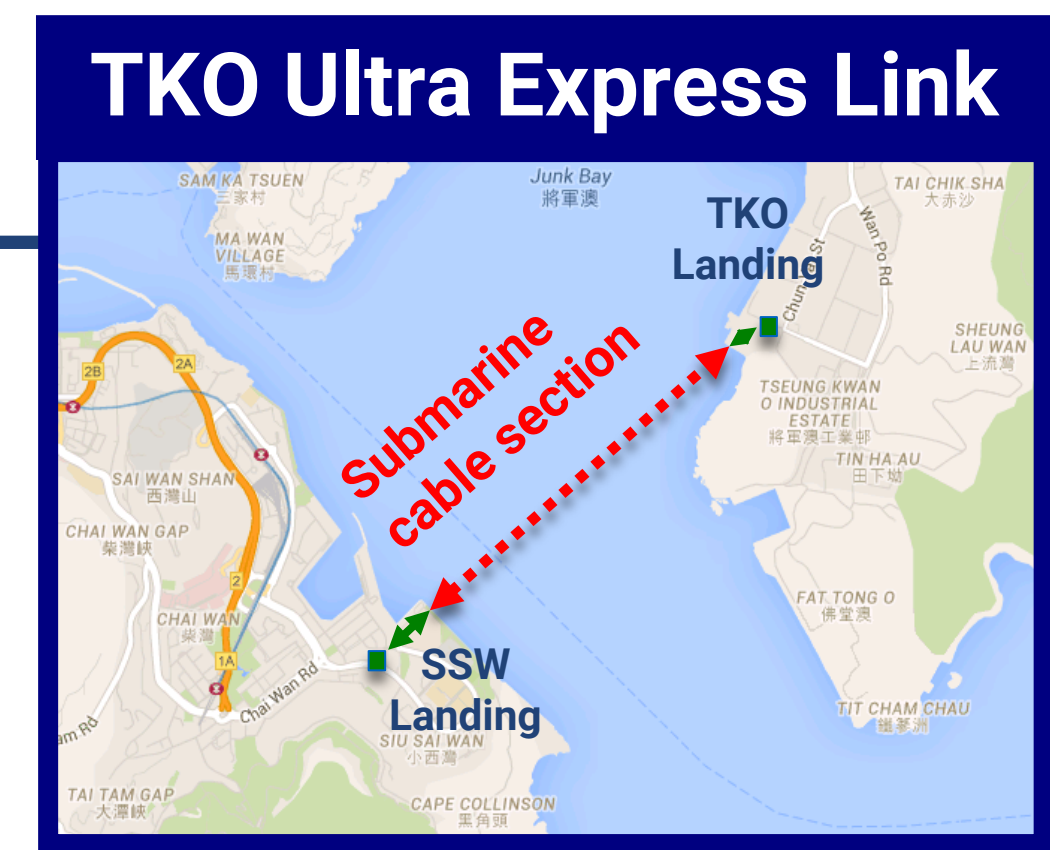 TKO Ultra Express Link
SAM KA TSUEN
三家村
Junk Bay
將軍澳
TAI CHIK SHA
大赤沙
TKO
Landing
Wan Po Rd
MA WAN
VILLAGE
馬環村
SHEUNG
LAU WAN
上流灣
Submarine
cable section
2B
2A
TSEUNG KWAN
O INDUSTRIAL
ESTATE
將軍澳工業邨
TIN HA AU
田下㘭
SAI WAN SHAN
西灣山
CHAI WAN GAP
柴灣峽
2
FAT TONG O
佛堂澳
CHAI WAN
柴灣
1A
Chai Wan Rd
SSW
Landing
SIU SAI WAN
小西灣
TIT CHAM CHAU
鐵篸洲
TAI TAM GAP
大潭峽
CAPE COLLINSON
黑角頭